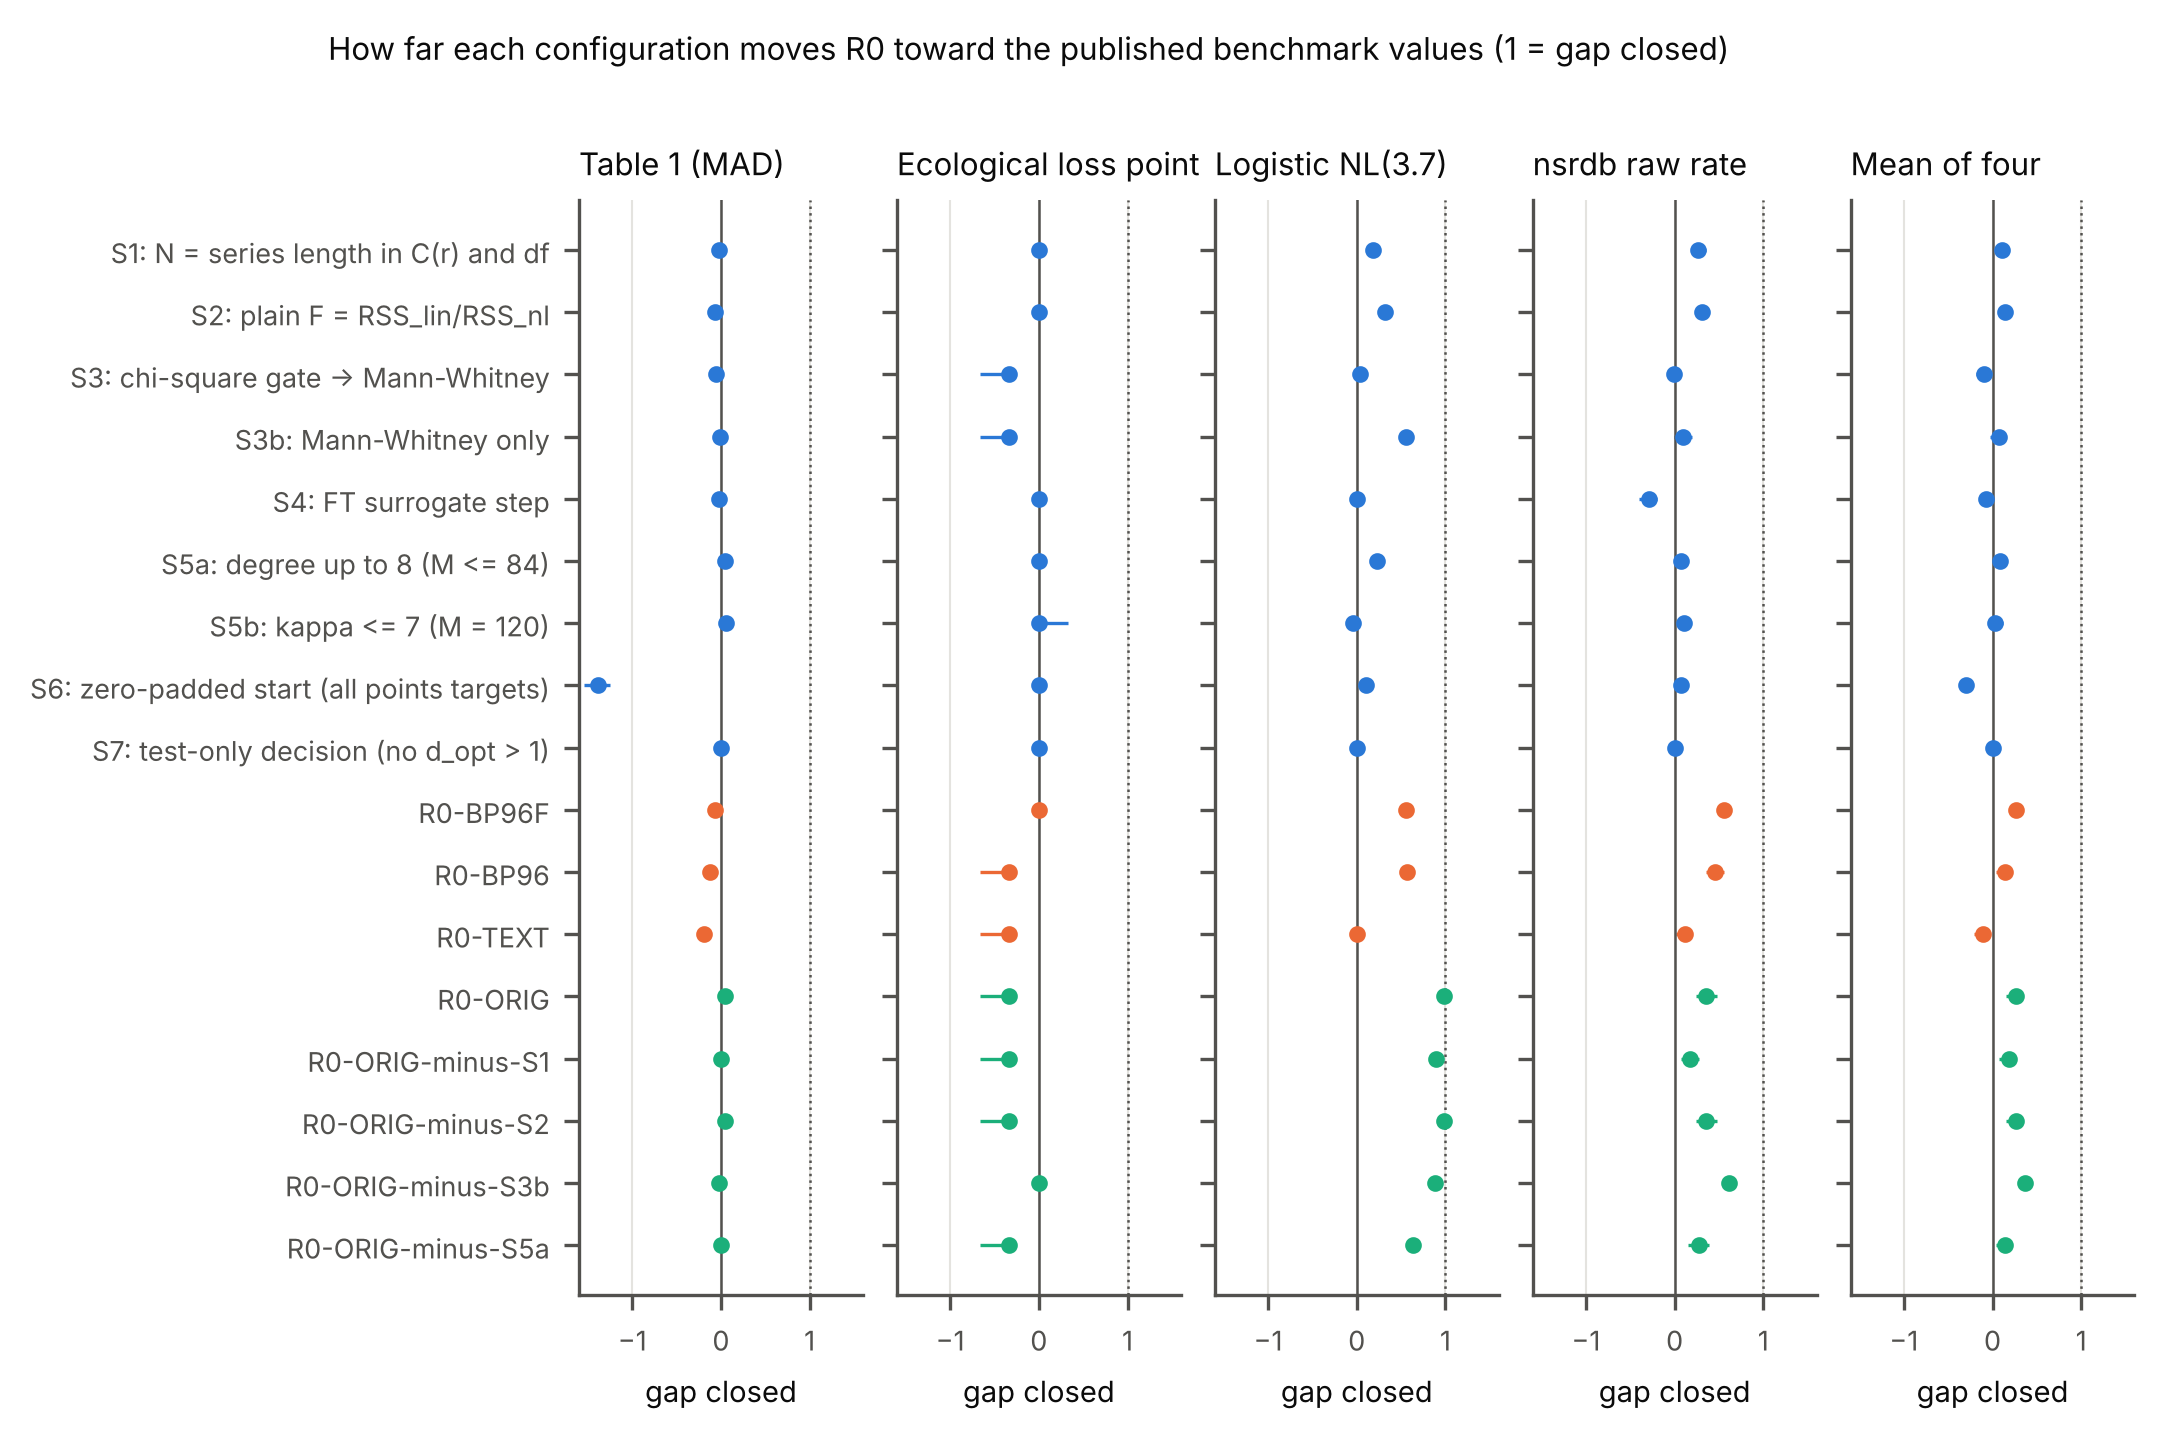 How far each configuration moves R0 toward the published benchmark values (1 = gap closed)
Table 1 (MAD)
Ecological loss point
Logistic NL(3.7)
nsrdb raw rate
Mean of four
S1: N = series length in C(r) and df
S2: plain F = RSS_lin/RSS_nl
S3: chi-square gate → Mann-Whitney
S3b: Mann-Whitney only
S4: FT surrogate step
S5a: degree up to 8 (M <= 84)
S5b: kappa <= 7 (M = 120)
S6: zero-padded start (all points targets)
S7: test-only decision (no d_opt > 1)
R0-BP96F
R0-BP96
R0-TEXT
R0-ORIG
R0-ORIG-minus-S1
R0-ORIG-minus-S2
R0-ORIG-minus-S3b
R0-ORIG-minus-S5a
−1 0 1
−1 0 1
−1 0 1
−1 0 1
−1 0 1
gap closed
gap closed
gap closed
gap closed
gap closed